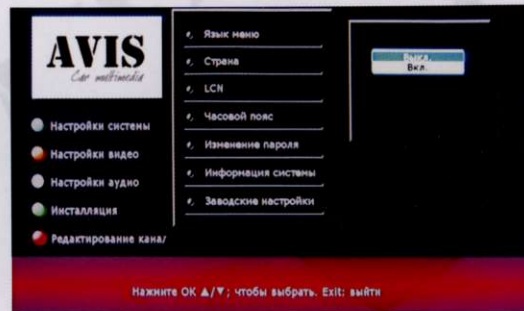 AVIS
Car multimedia
Настройки системы
Настройки видео
Настройки аудио
Инсталляция
Редактирование кана/
Язык меню
Страна
LCN
Часовой пояс
Изменение пароля
Информация системы
Заводские настройки
Выкл.
Вкл.
Нажмите OK ▲/▼; чтобы выбрать. Exit: выйти